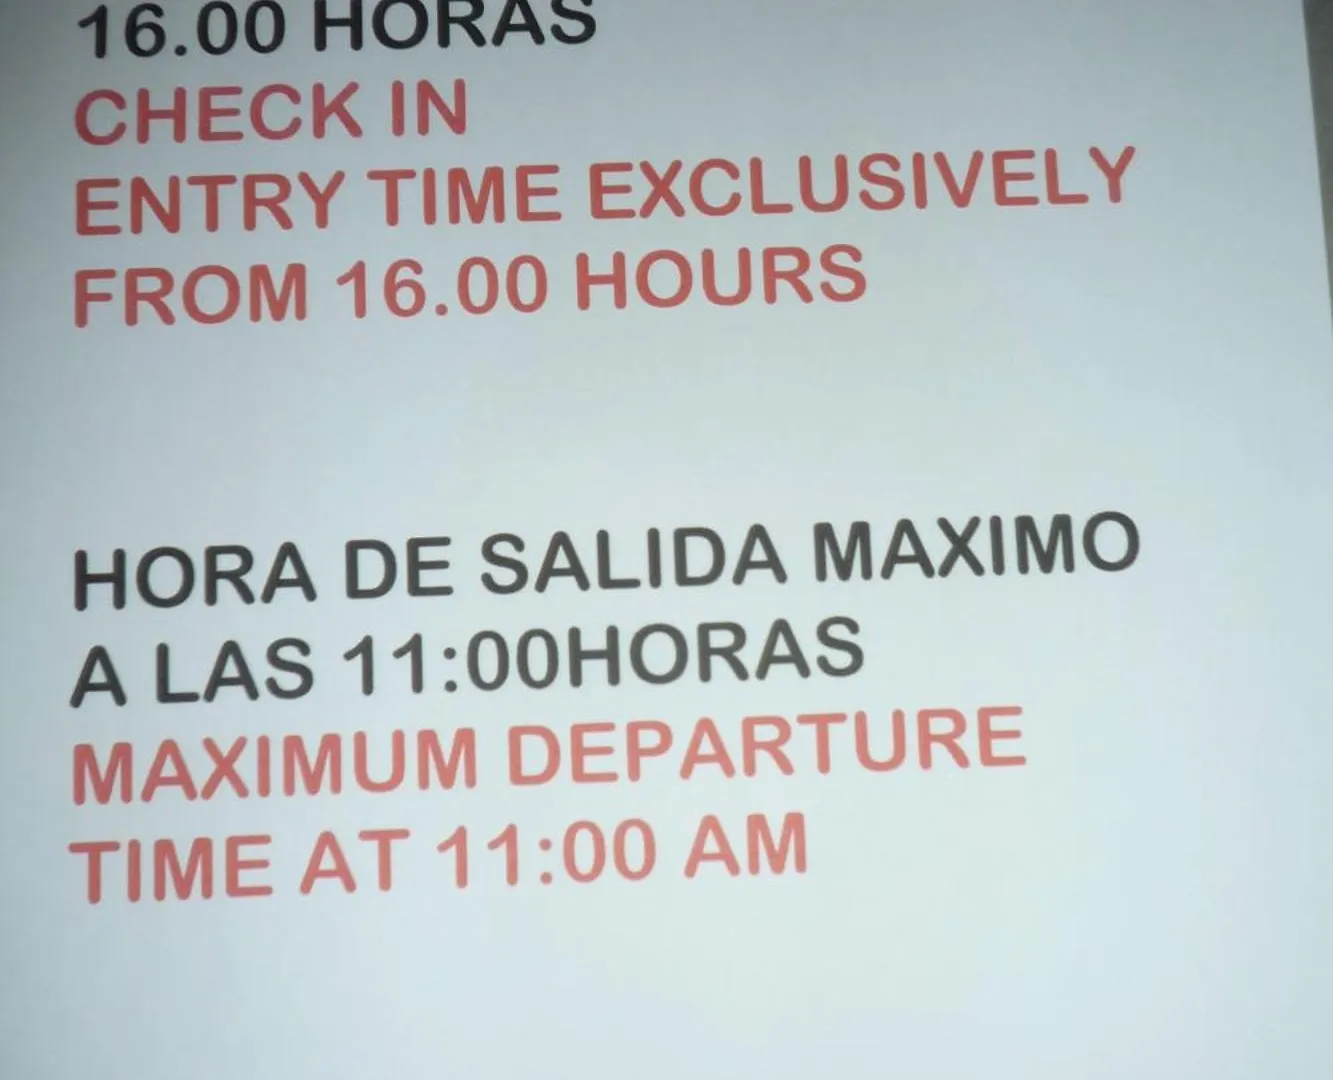 16.00 HORAS
CHECK IN
ENTRY TIME EXCLUSIVELY
FROM 16.00 HOURS
HORA DE SALIDA MAXIMO
A LAS 11:00HORAS
MAXIMUM DEPARTURE
TIME AT 11:00 AM